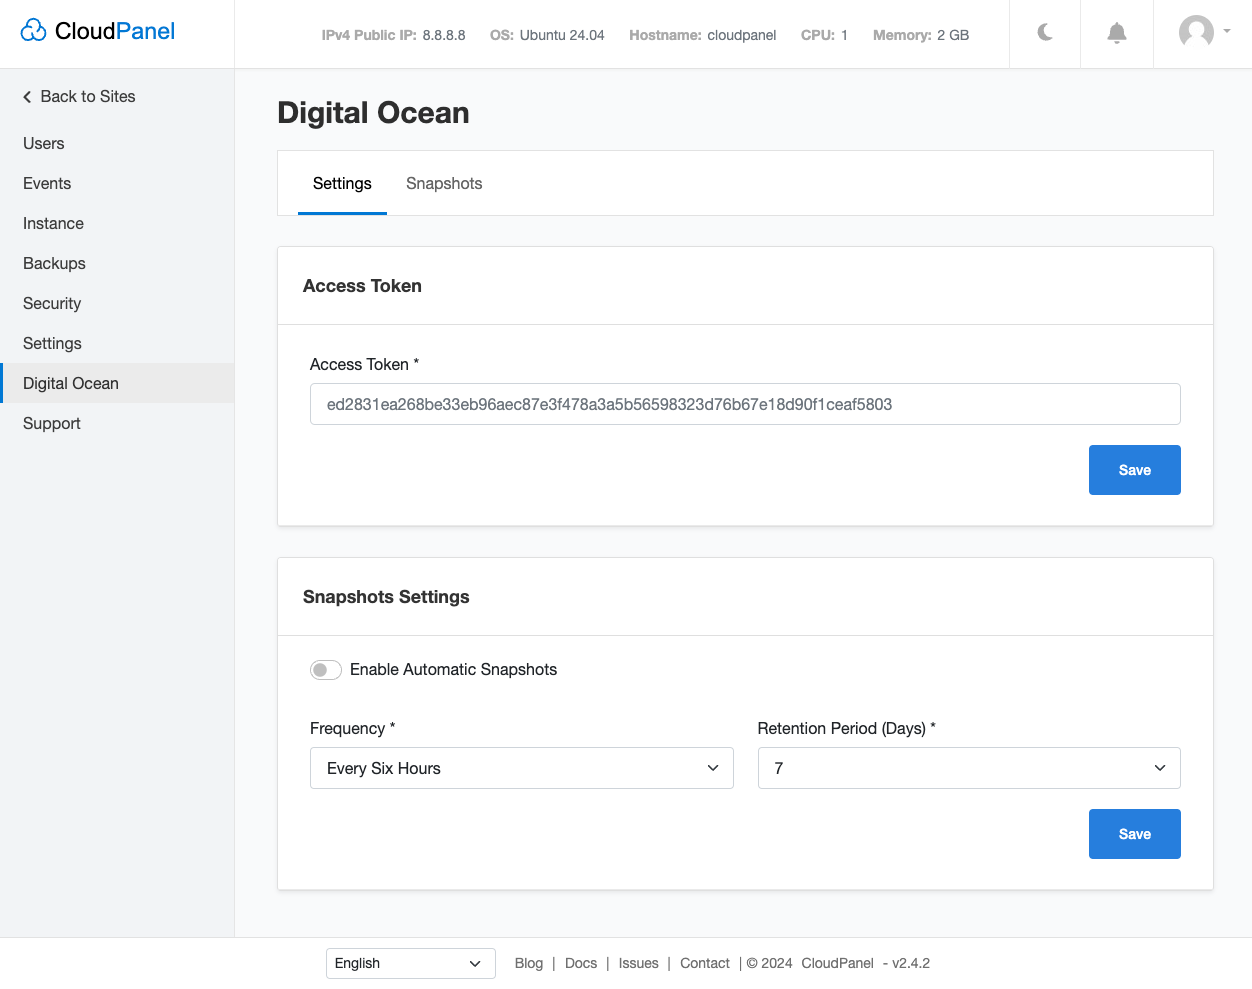 CloudPanel
IPv4 Public IP: 8.8.8.8 OS: Ubuntu 24.04 Hostname: cloudpanel CPU: 1 Memory: 2 GB
Back to Sites
Users
Events
Instance
Backups
Security
Settings
Digital Ocean
Support
Digital Ocean
Settings Snapshots
Access Token
Access Token *
ed2831ea268be33eb96aec87e3f478a3a5b56598323d76b67e18d90f1ceaf5803
Save
Snapshots Settings
Enable Automatic Snapshots
Frequency * Retention Period (Days) *
Every Six Hours 7
Save
English Blog | Docs | Issues | Contact | © 2024 CloudPanel - v2.4.2